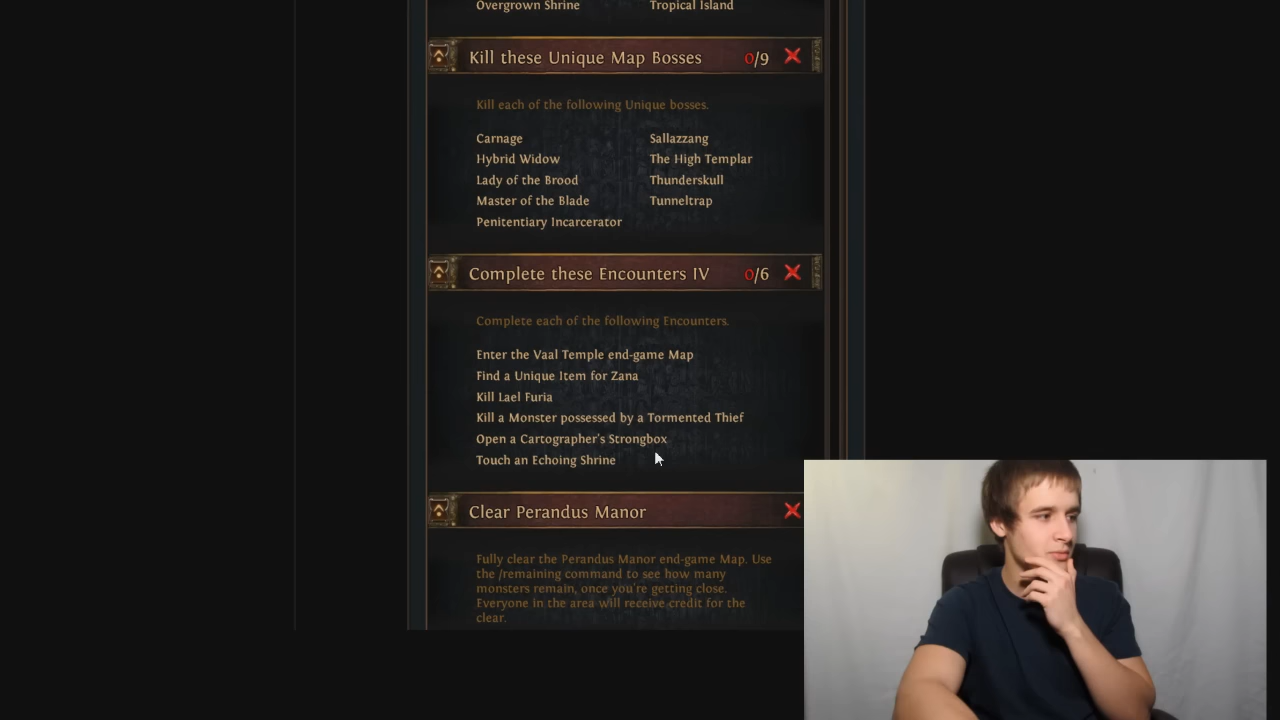 Overgrown Shrine Tropical Island
Kill these Unique Map Bosses 0/9
Kill each of the following Unique bosses.
Carnage Sallazzang
Hybrid Widow The High Templar
Lady of the Brood Thunderskull
Master of the Blade Tunneltrap
Penitentiary Incarcerator
Complete these Encounters IV 0/6
Complete each of the following Encounters.
Enter the Vaal Temple end-game Map
Find a Unique Item for Zana
Kill Lael Furia
Kill a Monster possessed by a Tormented Thief
Open a Cartographer's Strongbox
Touch an Echoing Shrine
Clear Perandus Manor
Fully clear the Perandus Manor end-game Map. Use
the /remaining command to see how many
monsters remain, once you're getting close.
Everyone in the area will receive credit for the
clear.